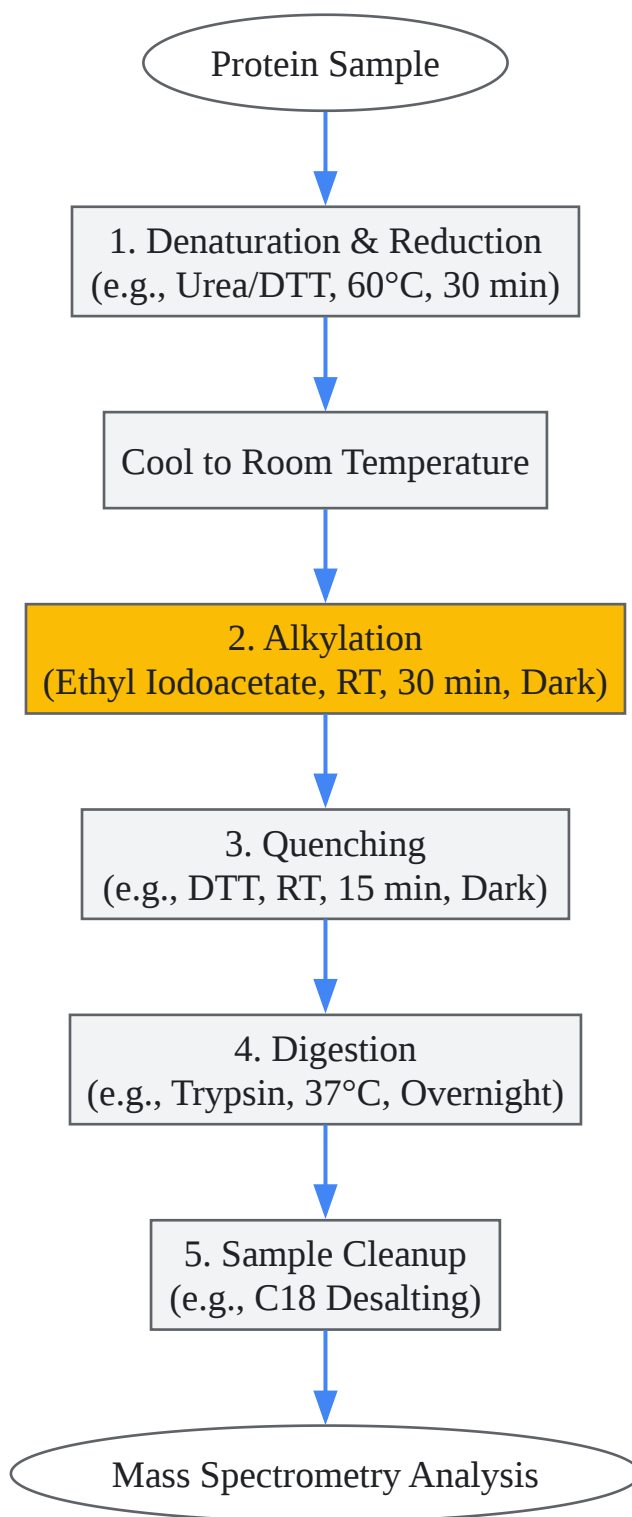 Protein Sample
1. Denaturation & Reduction
(e.g., Urea/DTT, 60°C, 30 min)
Cool to Room Temperature
2. Alkylation
(Ethyl Iodoacetate, RT, 30 min, Dark)
3. Quenching
(e.g., DTT, RT, 15 min, Dark)
4. Digestion
(e.g., Trypsin, 37°C, Overnight)
5. Sample Cleanup
(e.g., C18 Desalting)
Mass Spectrometry Analysis